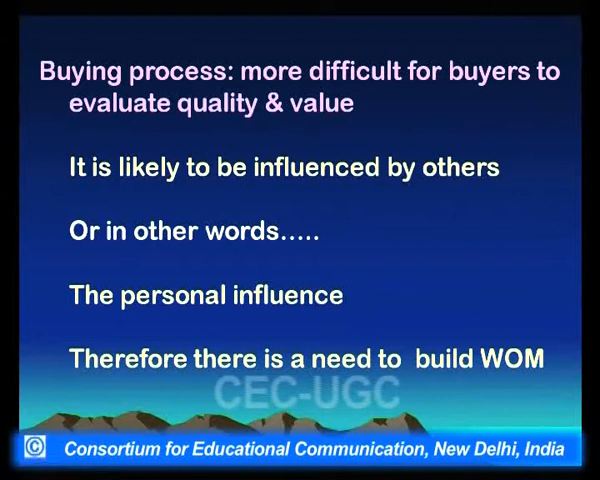 Buying process: more difficult for buyers to
evaluate quality & value
It is likely to be influenced by others
Or in other words.....
The personal influence
Therefore there is a need to build WOM
CEC-UGC
© Consortium for Educational Communication, New Delhi, India